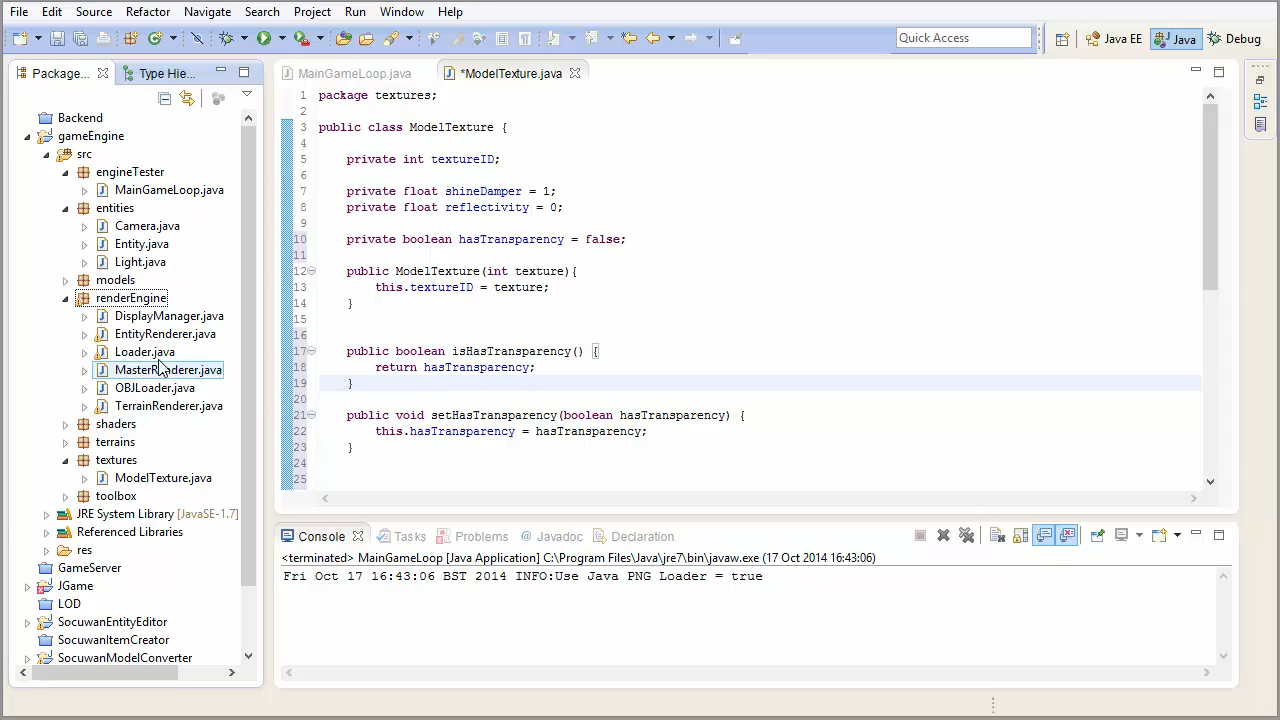 File Edit Source Refactor Navigate Search Project Run Window Help
Quick Access
Java EE
Java
Debug
Package...
Type Hie...
Backend
gameEngine
src
engineTester
MainGameLoop.java
entities
Camera.java
Entity.java
Light.java
models
renderEngine
DisplayManager.java
EntityRenderer.java
Loader.java
MasterRenderer.java
OBJLoader.java
TerrainRenderer.java
shaders
terrains
textures
ModelTexture.java
toolbox
JRE System Library [JavaSE-1.7]
Referenced Libraries
res
GameServer
JGame
LOD
SocuwanEntityEditor
SocuwanItemCreator
SocuwanModelConverter
MainGameLoop.java
*ModelTexture.java
1 package textures;
2
3 public class ModelTexture {
4
5 private int textureID;
6
7 private float shineDamper = 1;
8 private float reflectivity = 0;
9
10 private boolean hasTransparency = false;
11
12 public ModelTexture(int texture){
13 this.textureID = texture;
14 }
15
16
17 public boolean isHasTransparency() {
18 return hasTransparency;
19 }
20
21 public void setHasTransparency(boolean hasTransparency) {
22 this.hasTransparency = hasTransparency;
23 }
24
25
Console Tasks Problems Javadoc Declaration
<terminated> MainGameLoop [Java Application] C:\Program Files\Java\jre7\bin\javaw.exe (17 Oct 2014 16:43:06)
Fri Oct 17 16:43:06 BST 2014 INFO:Use Java PNG Loader = true